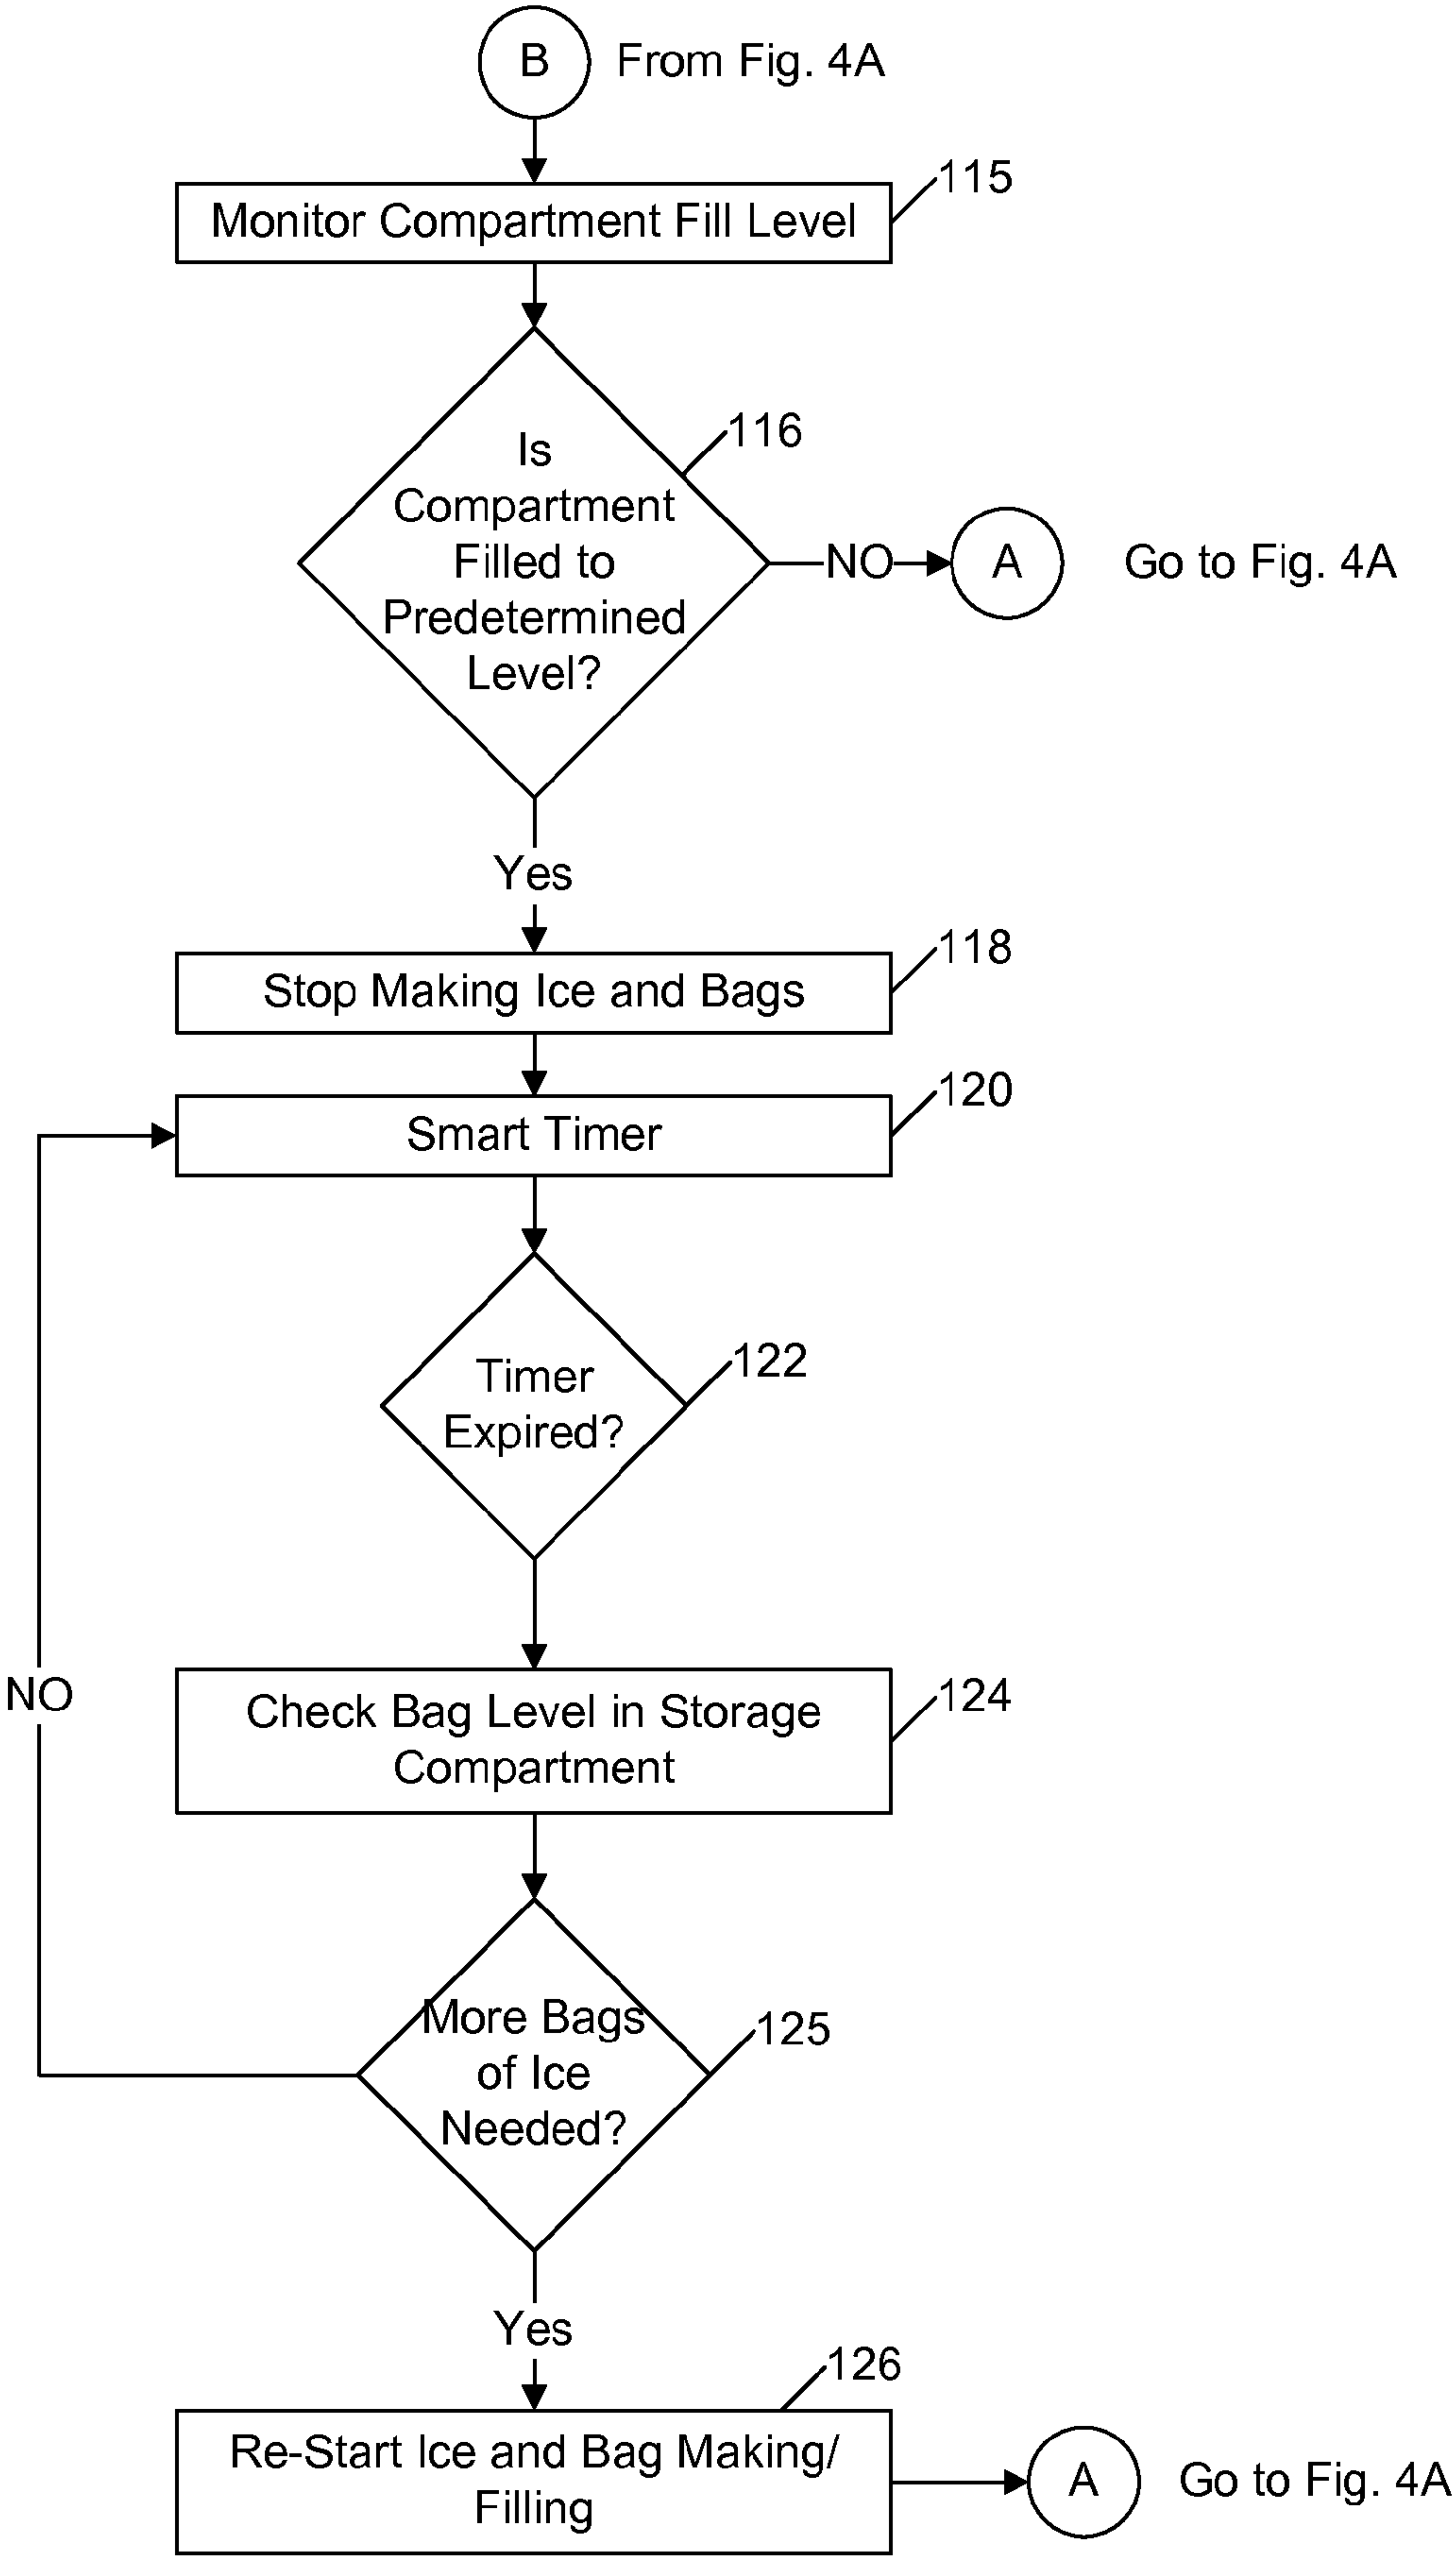 B From Fig. 4A
115
Monitor Compartment Fill Level
116
Is
Compartment
Filled to
Predetermined
Level?
NO A Go to Fig. 4A
Yes
118
Stop Making Ice and Bags
120
Smart Timer
122
Timer
Expired?
NO
124
Check Bag Level in Storage
Compartment
125
More Bags
of Ice
Needed?
Yes
126
Re-Start Ice and Bag Making/
Filling
A Go to Fig. 4A